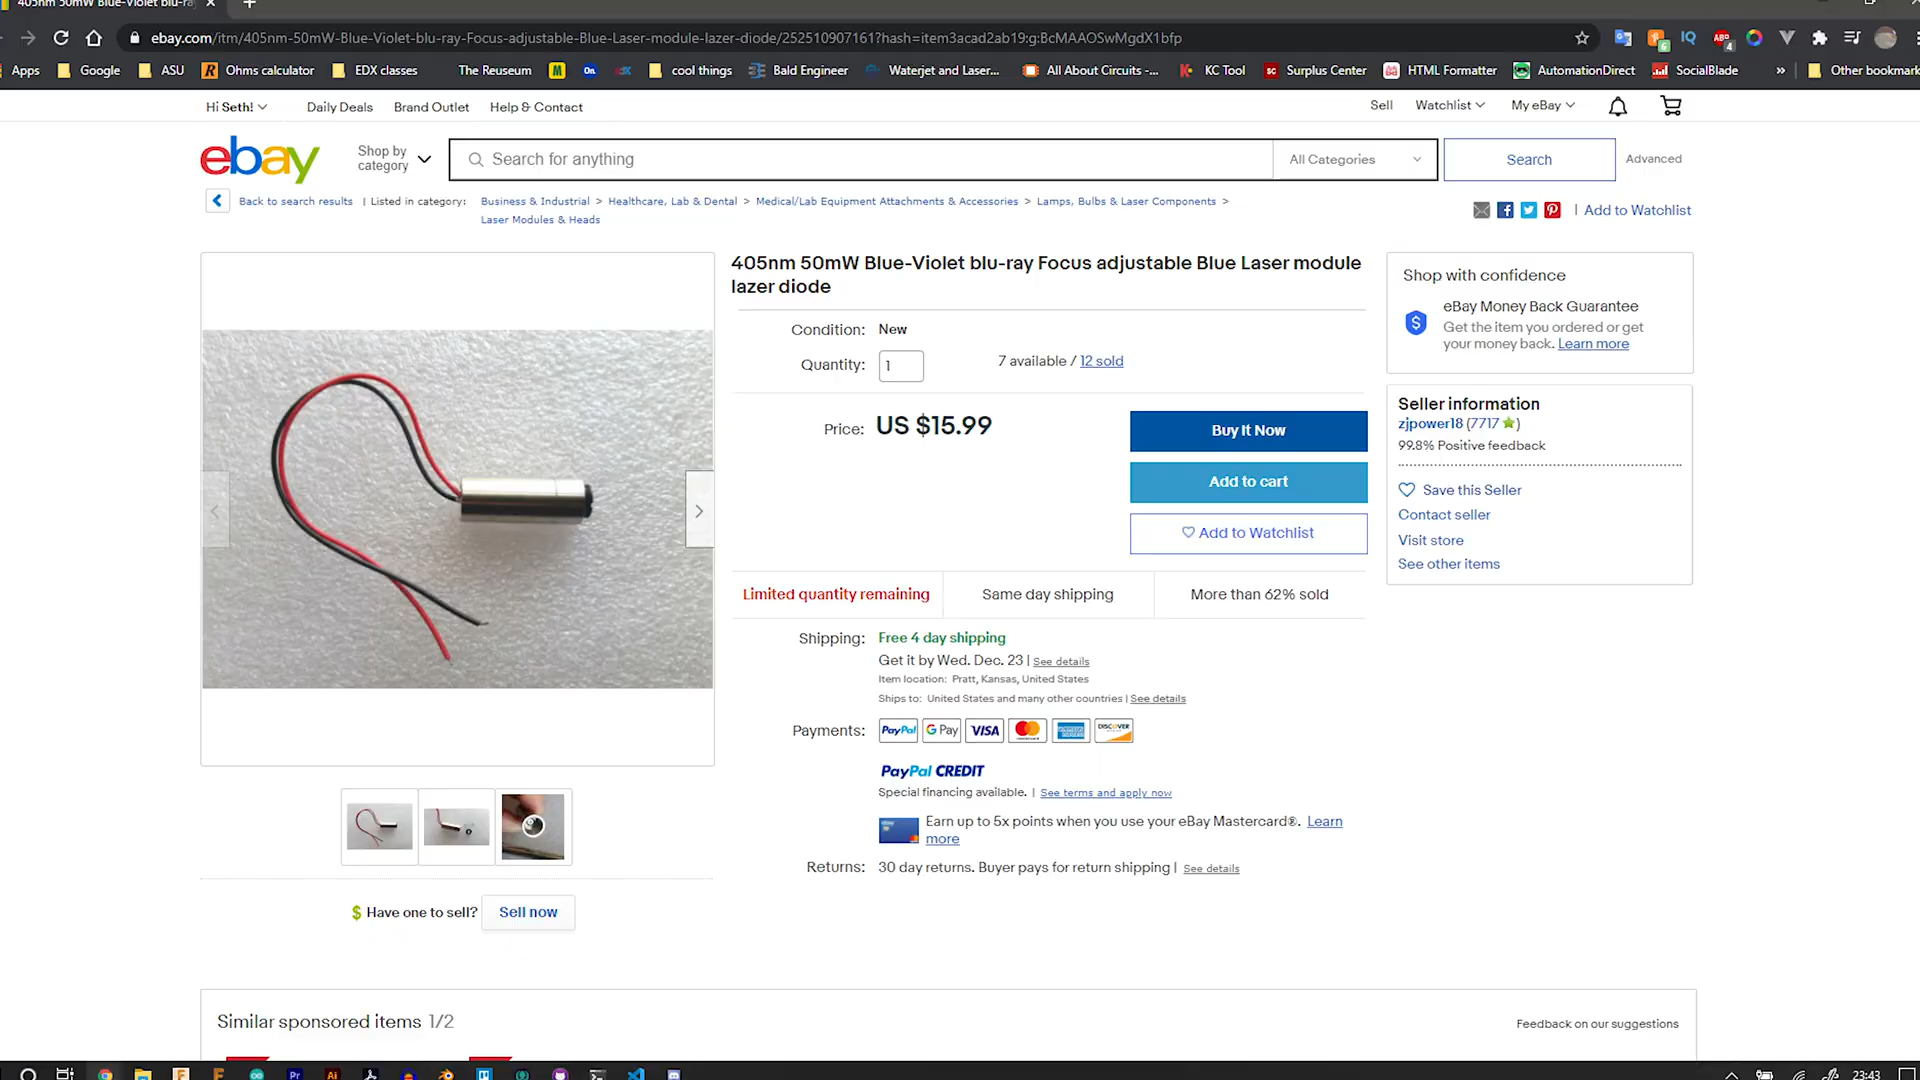 405nm 50mW Blue-Violet blu-ra
ebay.com/itm/405nm-50mW-Blue-Violet-blu-ray-Focus-adjustable-Blue-Laser-module-lazer-diode/252510907161?hash=item3acad2ab19:g:BcMAAOSwMgdX1bfp
Apps Google ASU Ohms calculator EDX classes The Reuseum cool things Bald Engineer Waterjet and Laser... All About Circuits -... KC Tool Surplus Center HTML Formatter AutomationDirect SocialBlade » Other bookmark
Hi Seth! Daily Deals Brand Outlet Help & Contact Sell Watchlist My eBay
ebay Shop by category Search for anything All Categories Search Advanced
Back to search results | Listed in category: Business & Industrial > Healthcare, Lab & Dental > Medical/Lab Equipment Attachments & Accessories > Lamps, Bulbs & Laser Components >
Laser Modules & Heads
| Add to Watchlist
405nm 50mW Blue-Violet blu-ray Focus adjustable Blue Laser module
lazer diode
Condition: New
Quantity: 1 7 available / 12 sold
Price: US $15.99
Buy It Now
Add to cart
Add to Watchlist
Limited quantity remaining Same day shipping More than 62% sold
Shipping: Free 4 day shipping
Get it by Wed. Dec. 23 | See details
Item location: Pratt, Kansas, United States
Ships to: United States and many other countries | See details
Payments: PayPal G Pay VISA DISCOVER
PayPal CREDIT
Special financing available. | See terms and apply now
Earn up to 5x points when you use your eBay Mastercard®. Learn
more
Returns: 30 day returns. Buyer pays for return shipping | See details
Shop with confidence
eBay Money Back Guarantee
Get the item you ordered or get
your money back. Learn more
Seller information
zjpower18 (7717)
99.8% Positive feedback
Save this Seller
Contact seller
Visit store
See other items
$ Have one to sell? Sell now
Similar sponsored items 1/2
Feedback on our suggestions
23:43